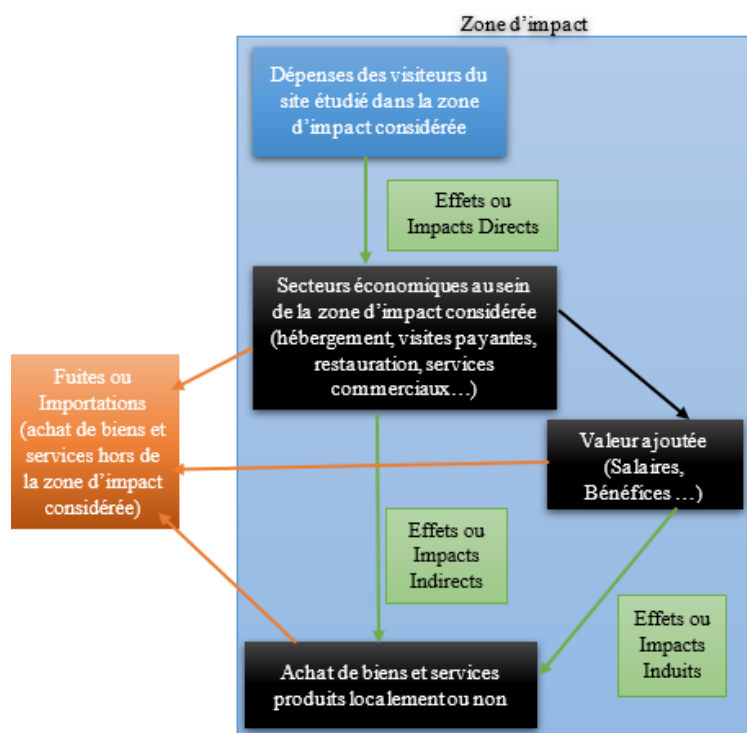 Zone d’impact
Dépenses des visiteurs du
site étudié dans la zone
d’impact considérée
Effets ou
Impacts Directs
Secteurs économiques au sein
de la zone d’impact considérée
(hébergement, visites payantes,
restauration, services
commerciaux…)
Fuites ou
Importations
(achat de biens et
services hors de
la zone d’impact
considérée)
Valeur ajoutée
(Salaires,
Bénéfices …)
Effets ou
Impacts
Indirects
Effets ou
Impacts
Induits
Achat de biens et services
produits localement ou non